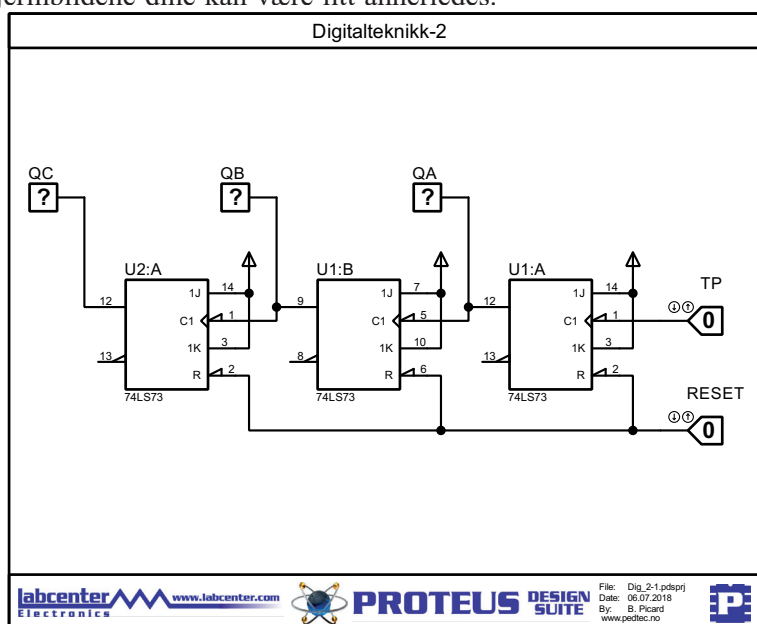 Digitalteknikk-2
QC
QB
QA
?
?
?
U2:A
U1:B
U1:A
TP
12
1J
14
9
1J
7
12
1J
14
C1
1
C1
5
C1
1
0
13
1K
3
8
1K
10
13
1K
3
R
2
R
6
R
2
RESET
74LS73
74LS73
74LS73
0
labcenter www.labcenter.com
Electronics
PROTEUS DESIGN SUITE
File: Dig_2-1.pdsprj
Date: 06.07.2018
By: B. Picard
www.pedtec.no
P